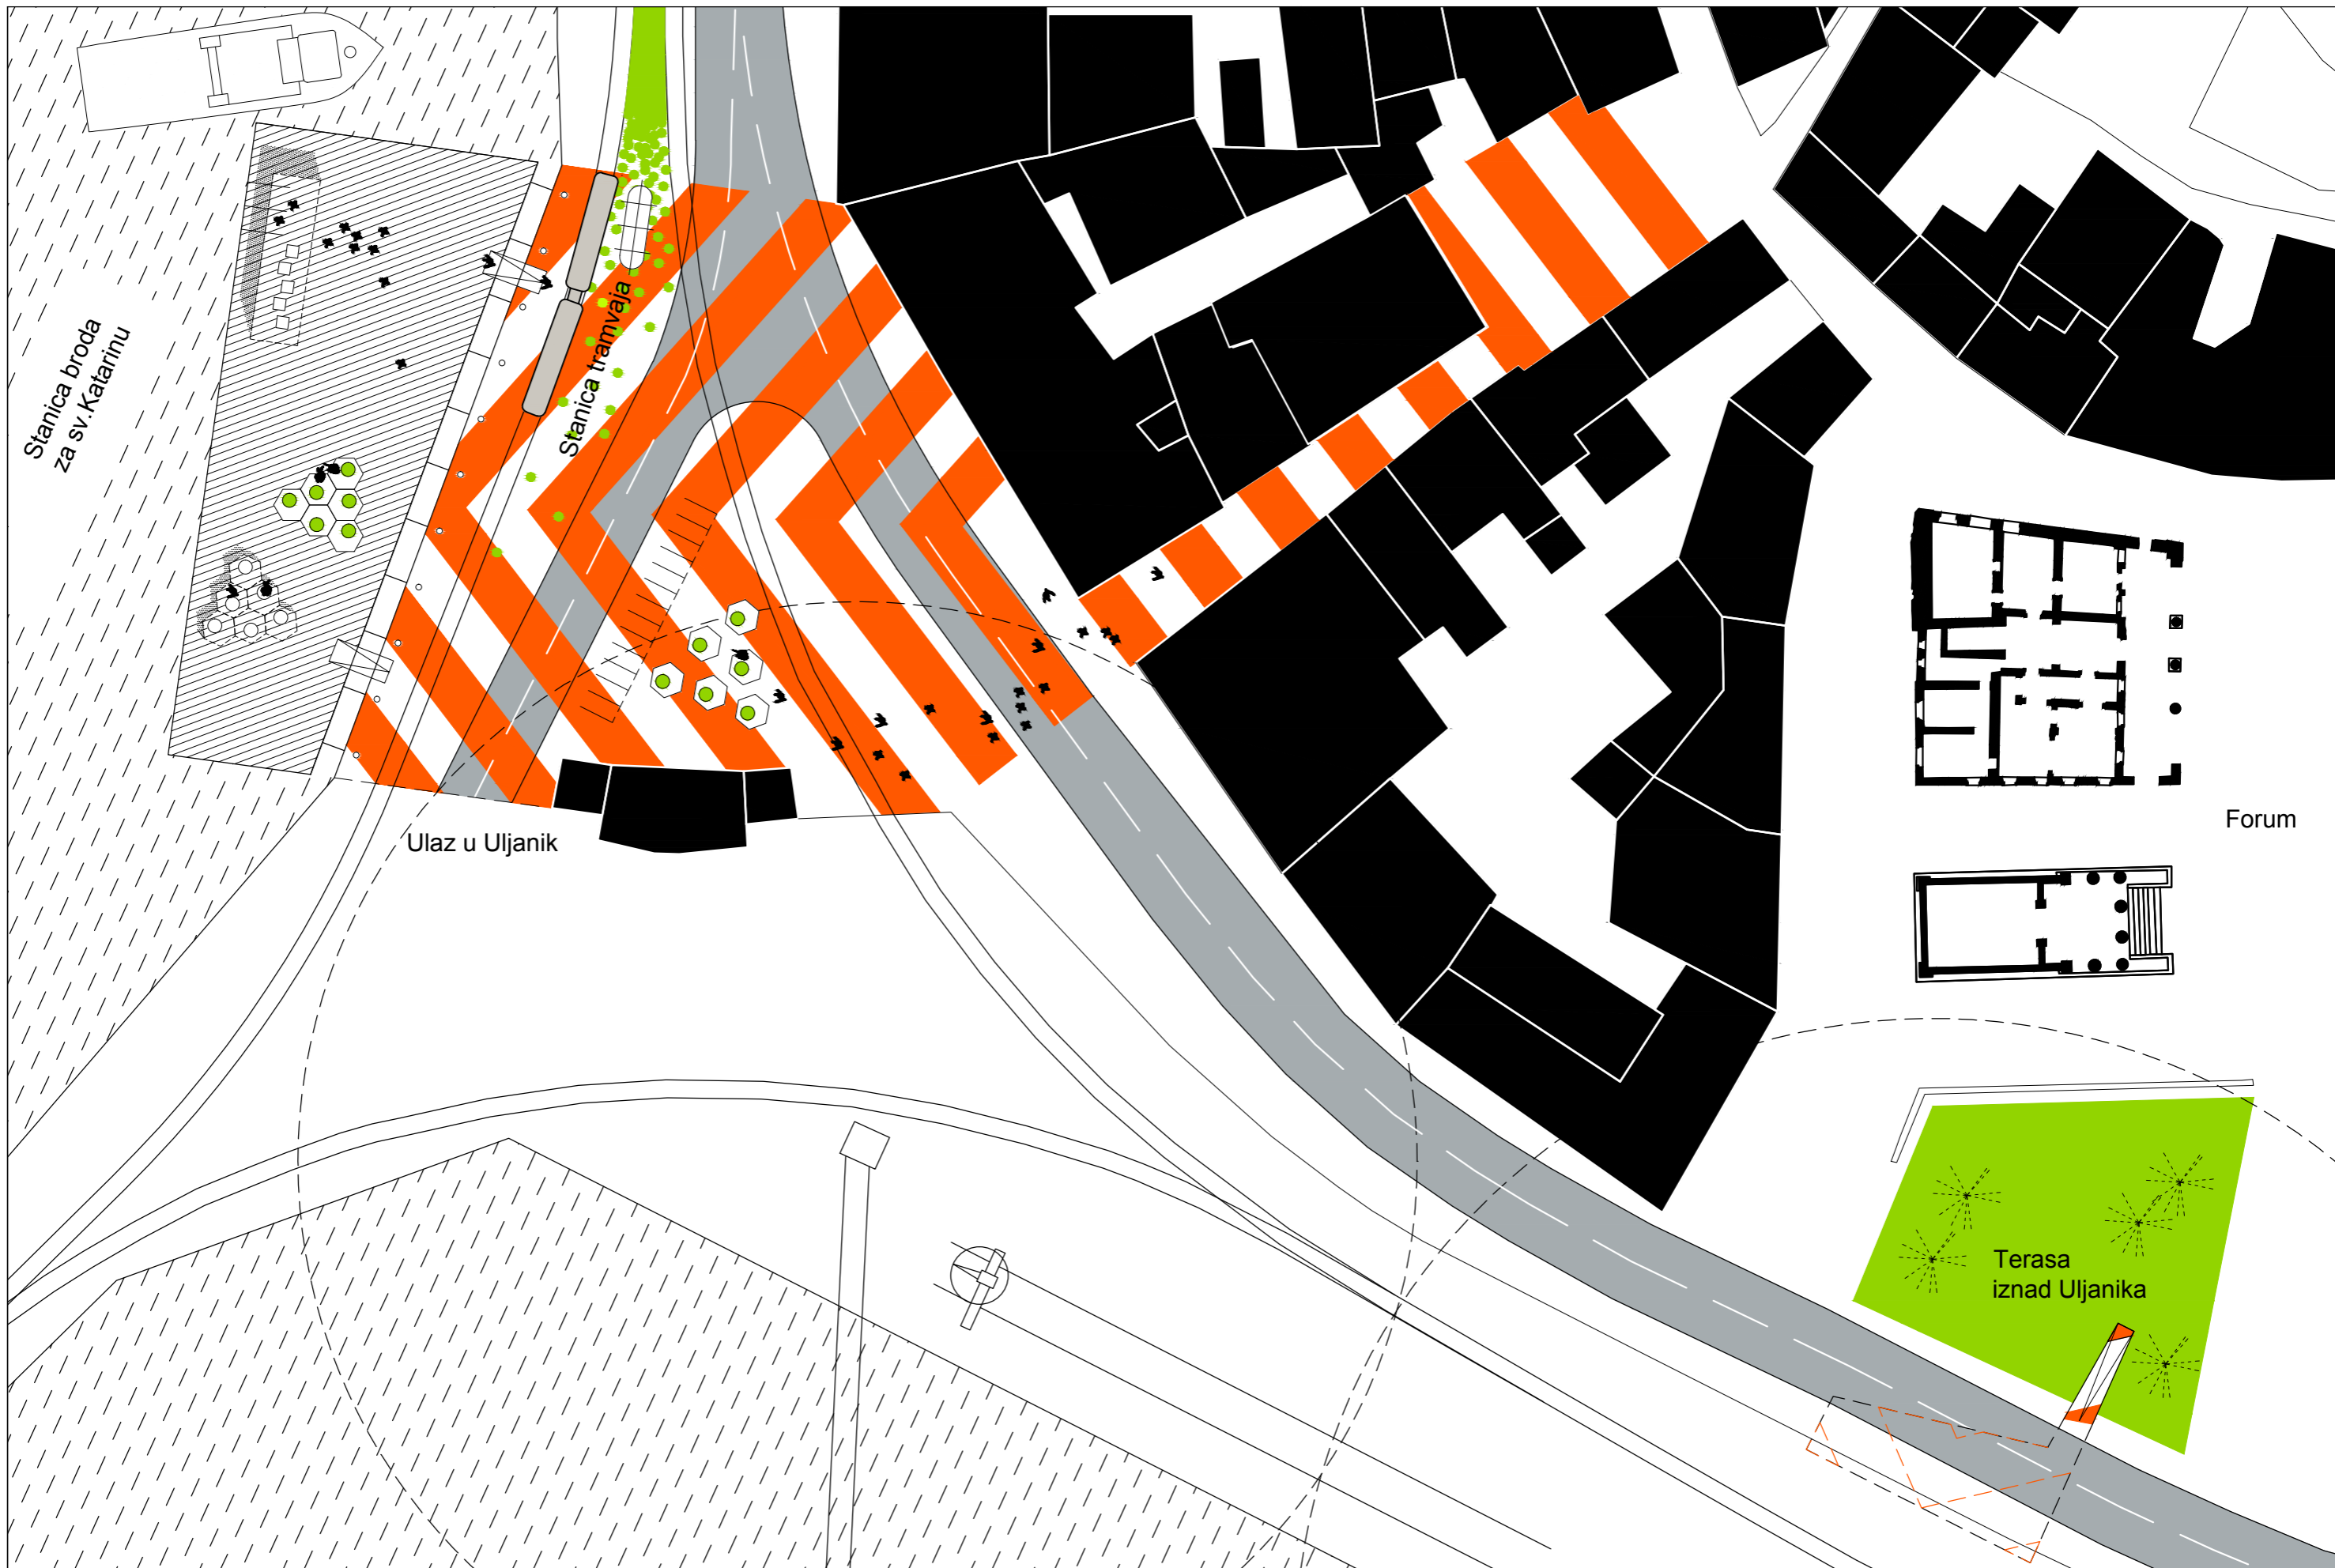 Stanica broda
za sv.Katarinu
Stanica tramvaja
Ulaz u Uljanik
Forum
Terasa
iznad Uljanika